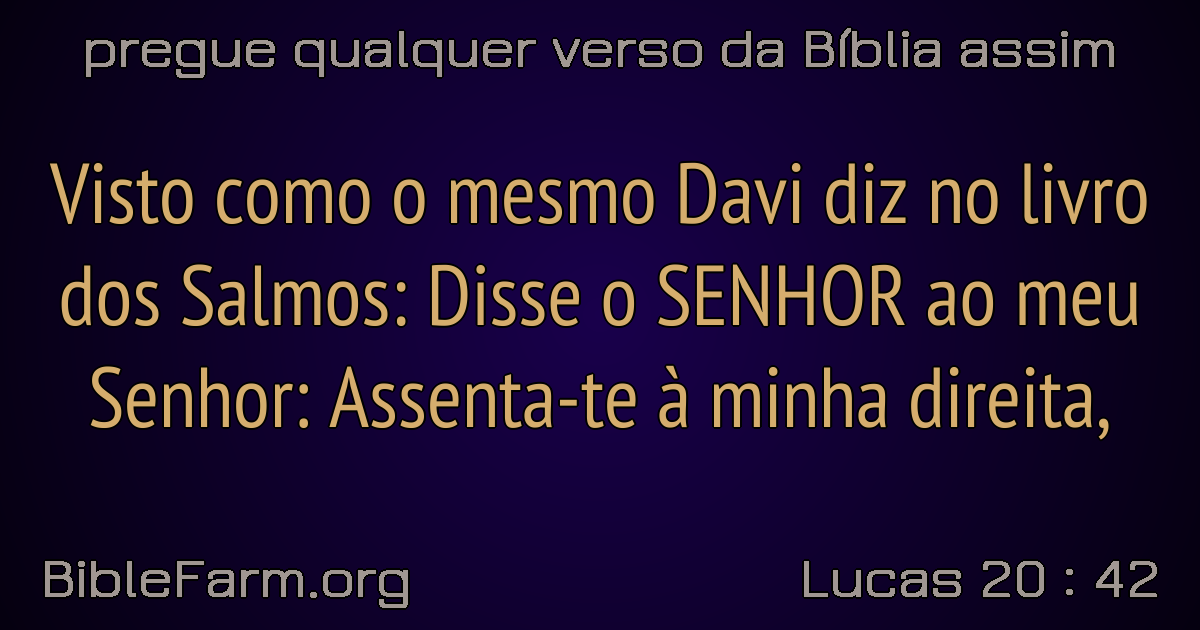 pregue qualquer verso da Bíblia assim
Visto como o mesmo Davi diz no livro
dos Salmos: Disse o SENHOR ao meu
Senhor: Assenta-te à minha direita,
BibleFarm.org
Lucas 20 : 42